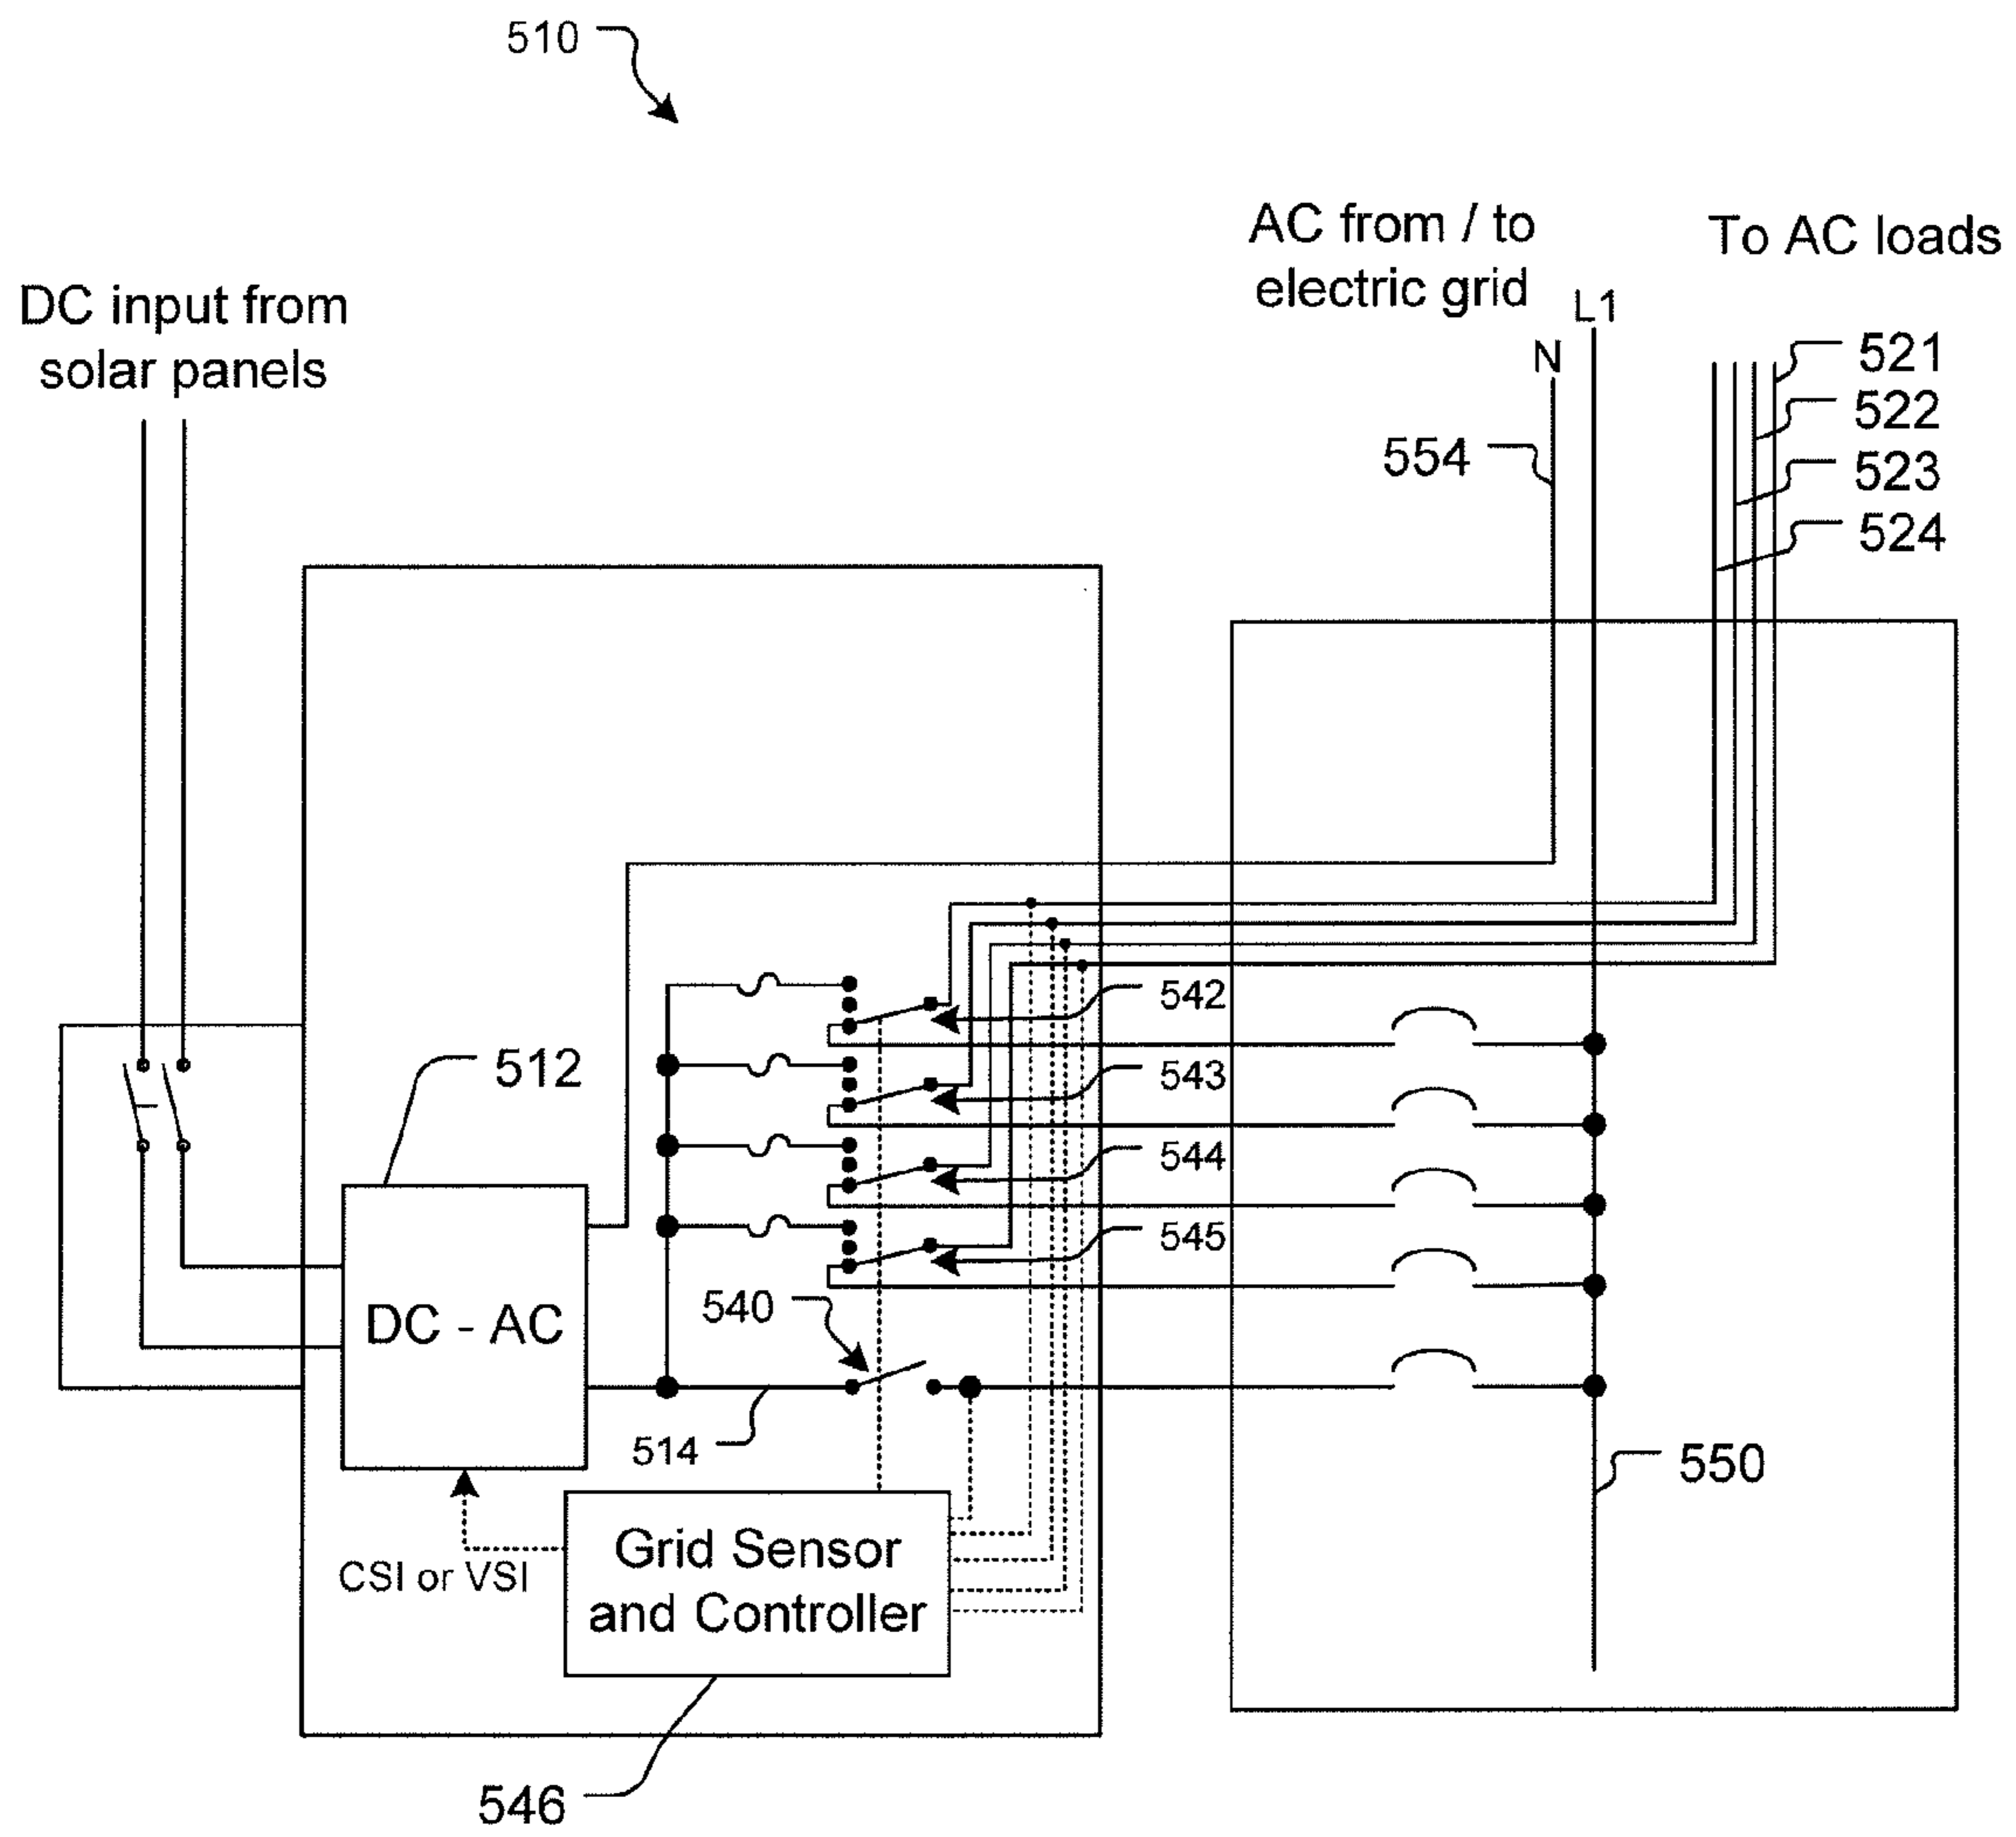 510
AC from / to
electric grid
To AC loads
DC input from
solar panels
L1
N
521
522
523
524
554
542
543
544
545
512
540
DC - AC
514
550
Grid Sensor
and Controller
CSI or VSI
546